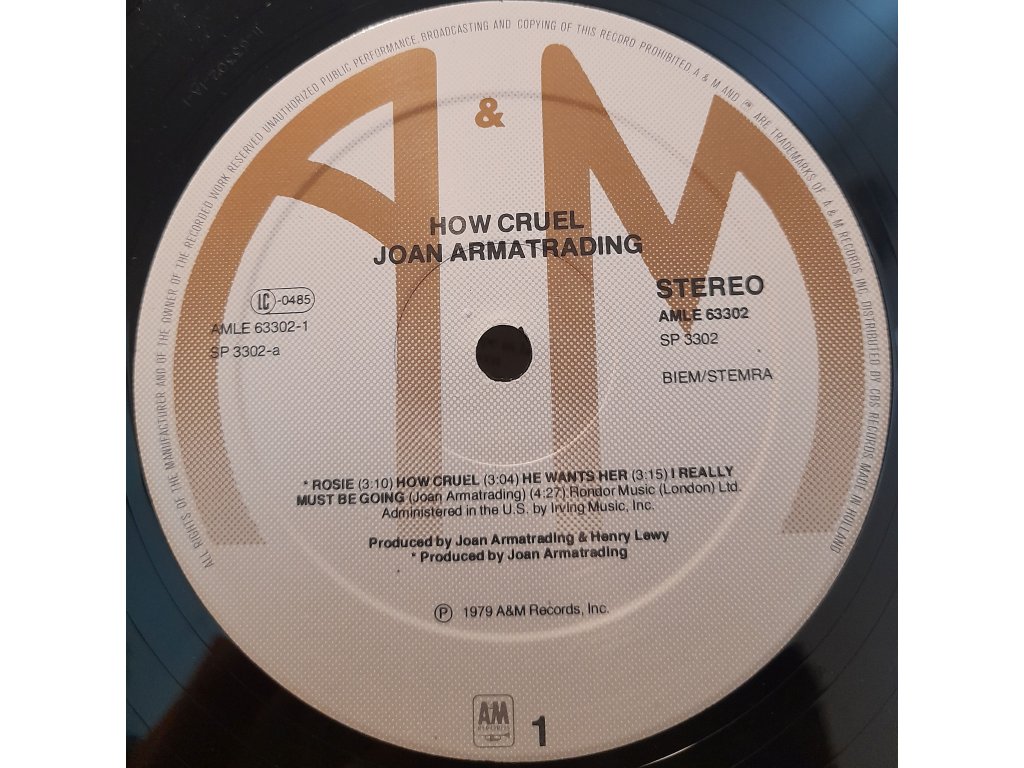 ALL RIGHTS OF THE MANUFACTURER AND OF THE OWNER OF THE RECORDED WORK RESERVED UNAUTHORIZED PUBLIC PERFORMANCE, BROADCASTING AND COPYING OF THIS RECORD PROHIBITED A & M AND ARE TRADEMARKS OF A & M RECORDS INC. DISTRIBUTED BY CBS RECORDS MADE IN HOLLAND
A & M
HOW CRUEL
JOAN ARMATRADING
LC-0485
AMLE 63302-1
SP 3302-a
STEREO
AMLE 63302
SP 3302
BIEM/STEMRA
* ROSIE (3:10) HOW CRUEL (3:04) HE WANTS HER (3:15) I REALLY
MUST BE GOING (Joan Armatrading) (4:27) Rondor Music (London) Ltd.
Administered in the U.S. by Irving Music, Inc.
Produced by Joan Armatrading & Henry Lewy
* Produced by Joan Armatrading
Ⓟ 1979 A&M Records, Inc.
AM
RECORDS
1